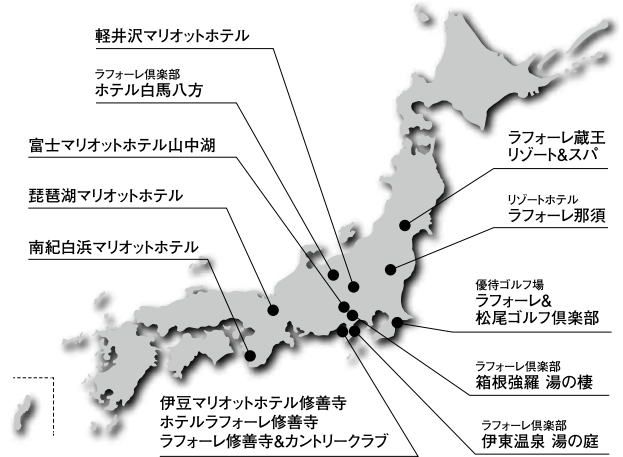 軽井沢マリオットホテル
ラフォーレ倶楽部
ホテル白馬八方
富士マリオットホテル山中湖
琵琶湖マリオットホテル
南紀白浜マリオットホテル
ラフォーレ蔵王
リゾート&スパ
リゾートホテル
ラフォーレ那須
優待ゴルフ場
ラフォーレ&
松尾ゴルフ倶楽部
ラフォーレ倶楽部
箱根強羅 湯の棲
ラフォーレ倶楽部
伊東温泉 湯の庭
伊豆マリオットホテル修善寺
ホテルラフォーレ修善寺
ラフォーレ修善寺&カントリークラブ